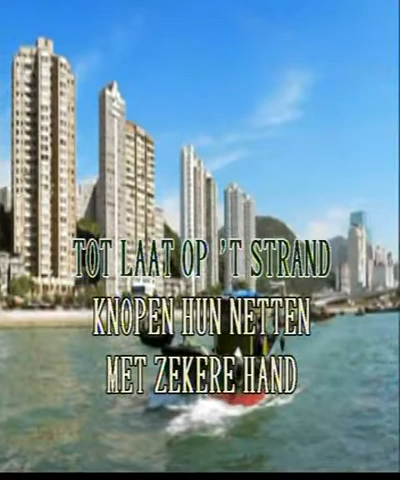 TOT LAAT OP 'T STRAND
KNOPEN HUN NETTEN
MET ZEKERE HAND